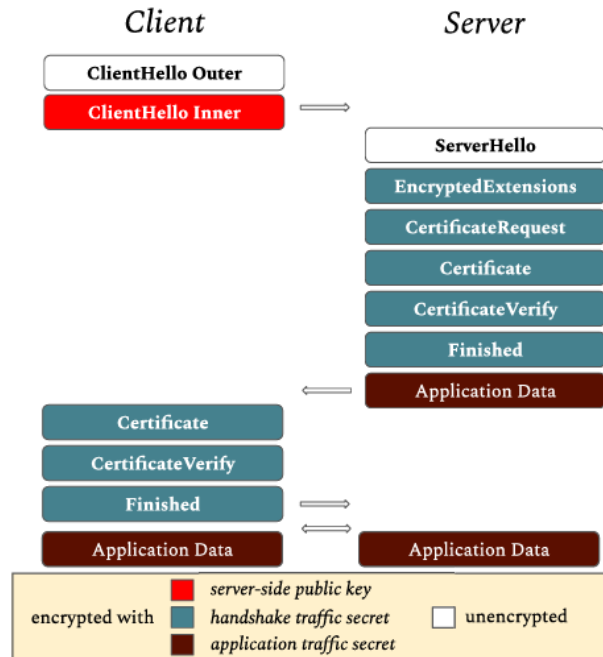 Client Server
ClientHello Outer
ClientHello Inner
ServerHello
EncryptedExtensions
CertificateRequest
Certificate
CertificateVerify
Finished
Application Data
Certificate
CertificateVerify
Finished
Application Data Application Data
server-side public key
encrypted with handshake traffic secret unencrypted
application traffic secret